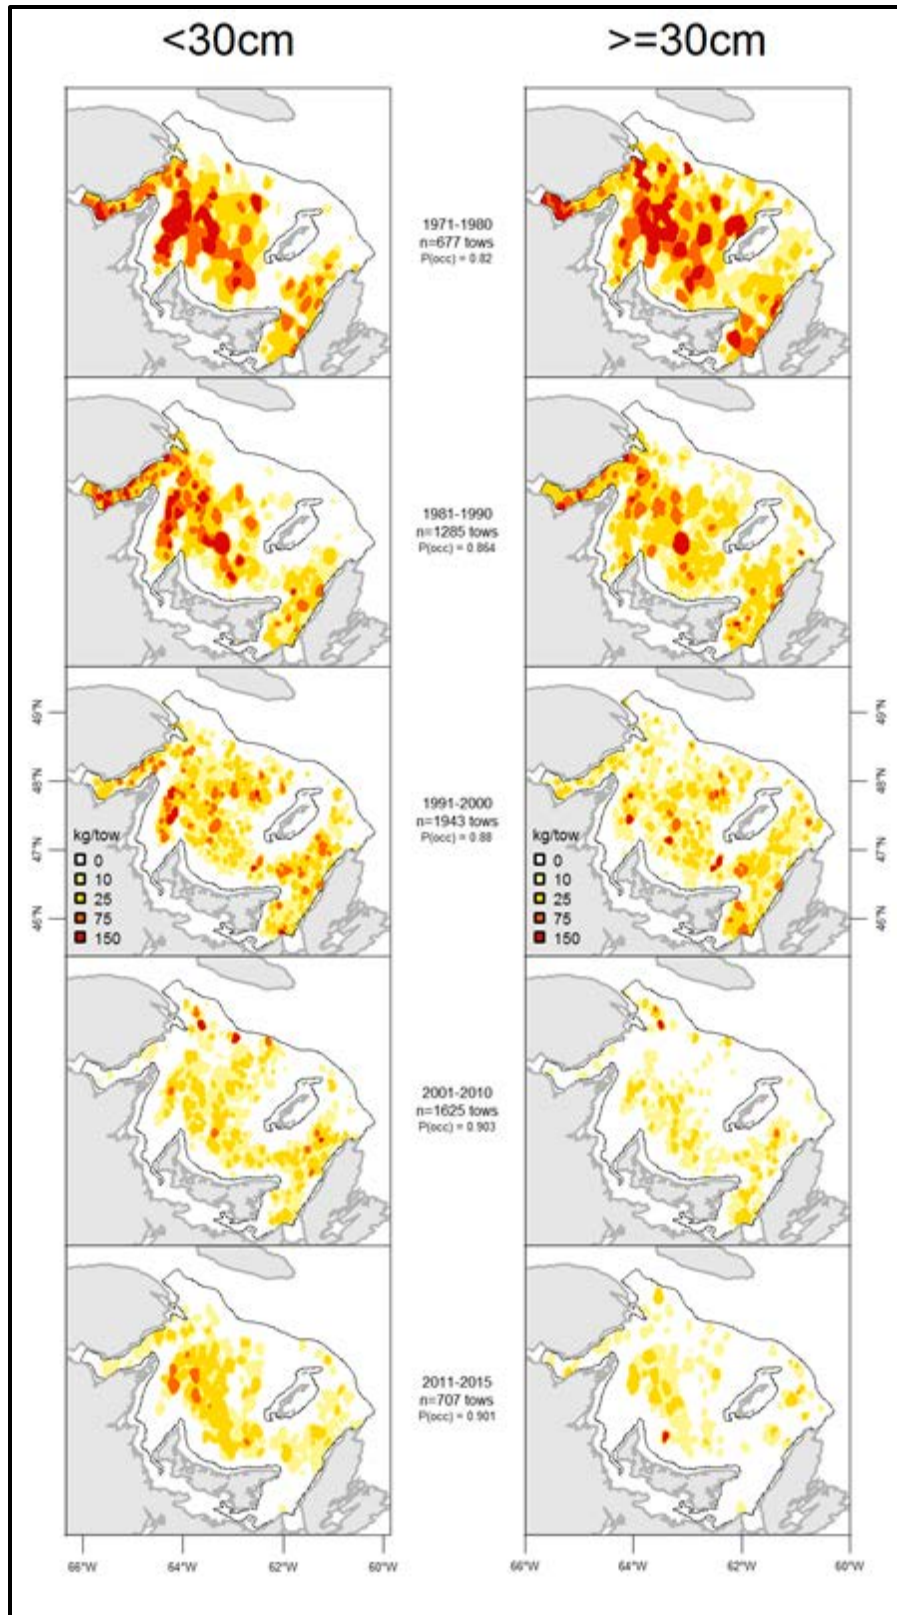 <30cm
>=30cm
1971-1980
n=677 tows
P(occ) = 0.82
1981-1990
n=1285 tows
P(occ) = 0.864
49°N
48°N
47°N
46°N
kg/tow
0
10
25
75
150
1991-2000
n=1943 tows
P(occ) = 0.88
kg/tow
0
10
25
75
150
49°N
48°N
47°N
46°N
2001-2010
n=1625 tows
P(occ) = 0.903
2011-2015
n=707 tows
P(occ) = 0.901
66°W
64°W
62°W
60°W
66°W
64°W
62°W
60°W